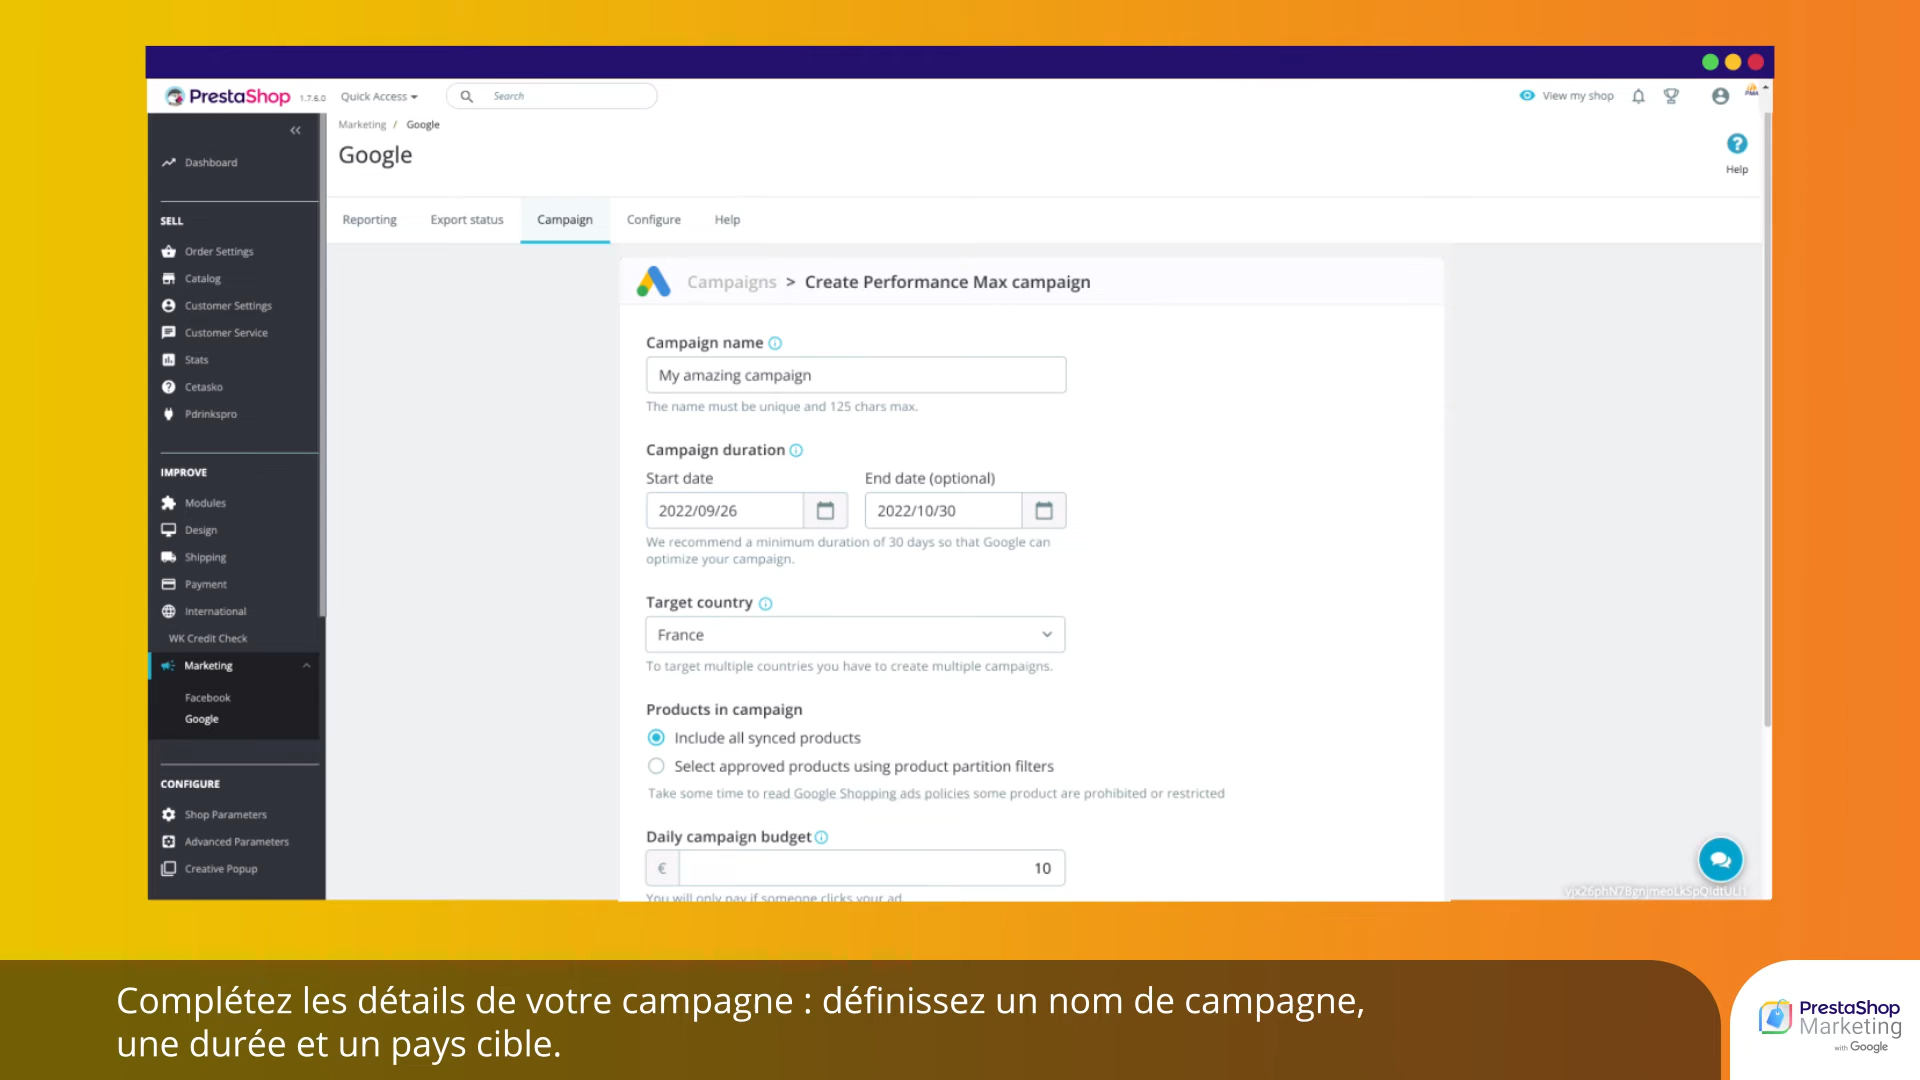 PrestaShop 1.7.6.0 Quick Access Search View my shop
Marketing / Google
Google
Help
Dashboard
SELL
Order Settings
Catalog
Customer Settings
Customer Service
Stats
Cetasko
Pdrinkspro
IMPROVE
Modules
Design
Shipping
Payment
International
WK Credit Check
Marketing
Facebook
Google
CONFIGURE
Shop Parameters
Advanced Parameters
Creative Popup
Reporting Export status Campaign Configure Help
Campaigns > Create Performance Max campaign
Campaign name
My amazing campaign
The name must be unique and 125 chars max.
Campaign duration
Start date End date (optional)
2022/09/26 2022/10/30
We recommend a minimum duration of 30 days so that Google can
optimize your campaign.
Target country
France
To target multiple countries you have to create multiple campaigns.
Products in campaign
Include all synced products
Select approved products using product partition filters
Take some time to read Google Shopping ads policies some product are prohibited or restricted
Daily campaign budget
€ 10
You will only pay if someone clicks your ad
Complétez les détails de votre campagne : définissez un nom de campagne,
une durée et un pays cible.
PrestaShop
Marketing
with Google